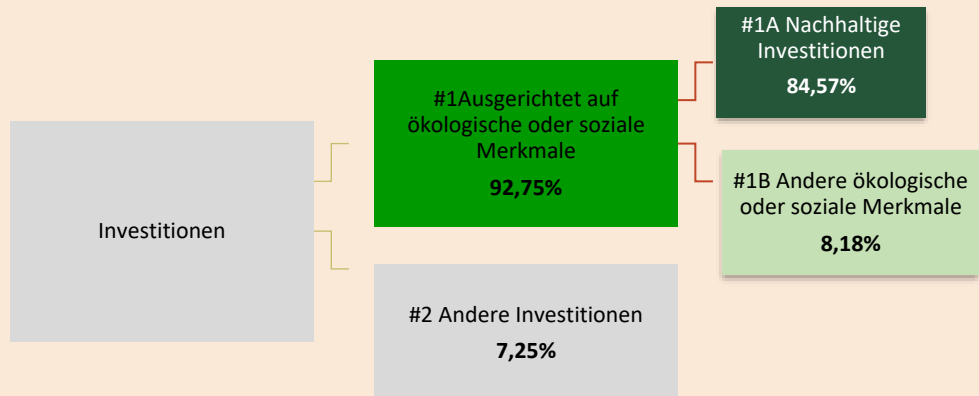 Investitionen
#1Ausgerichtet auf
ökologische oder soziale
Merkmale
92,75%
#2 Andere Investitionen
7,25%
#1A Nachhaltige
Investitionen
84,57%
#1B Andere ökologische
oder soziale Merkmale
8,18%